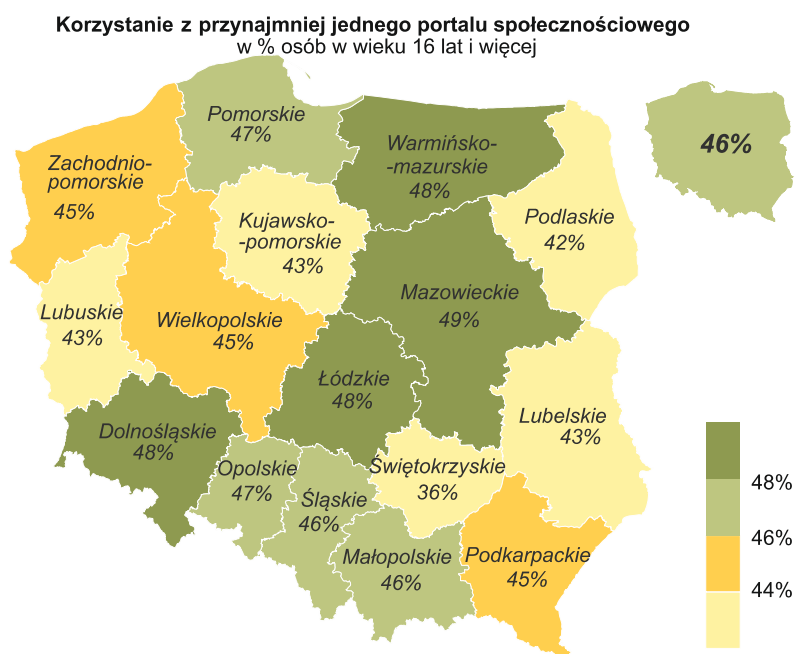 Korzystanie z przynajmniej jednego portalu społecznościowego
w % osób w wieku 16 lat i więcej
Pomorskie
47%
Warmińsko-
-mazurskie
48%
46%
Zachodnio-
pomorskie
45%
Kujawsko-
-pomorskie
43%
Podlaskie
42%
Lubuskie
43%
Wielkopolskie
45%
Mazowieckie
49%
Łódzkie
48%
Dolnośląskie
48%
Lubelskie
43%
Opolskie
47%
Śląskie
46%
Świętokrzyskie
36%
Małopolskie
46%
Podkarpackie
45%
48%
46%
44%